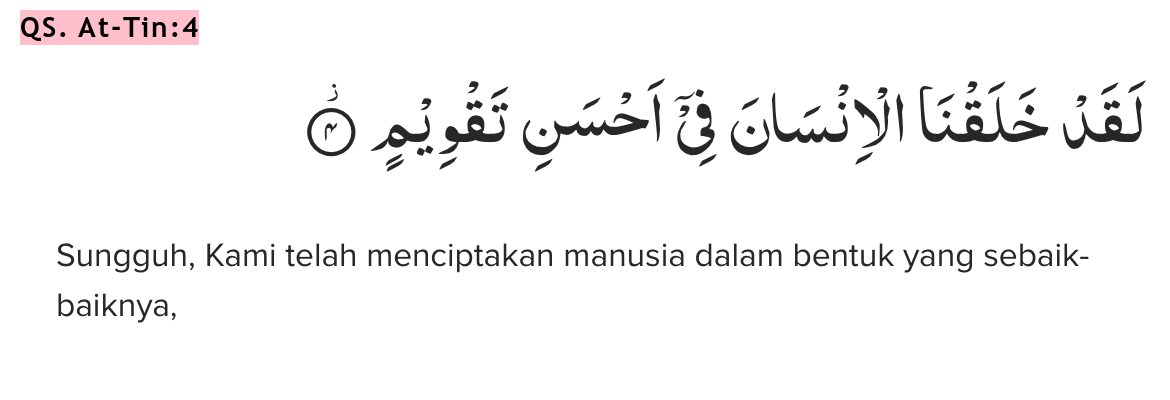 QS. At-Tin:4
لَقَدْ خَلَقْنَا الْاِنْسَانَ فِيْٓ اَحْسَنِ تَقْوِيْمٍ ۖ ٤
Sungguh, Kami telah menciptakan manusia dalam bentuk yang sebaik-
baiknya,